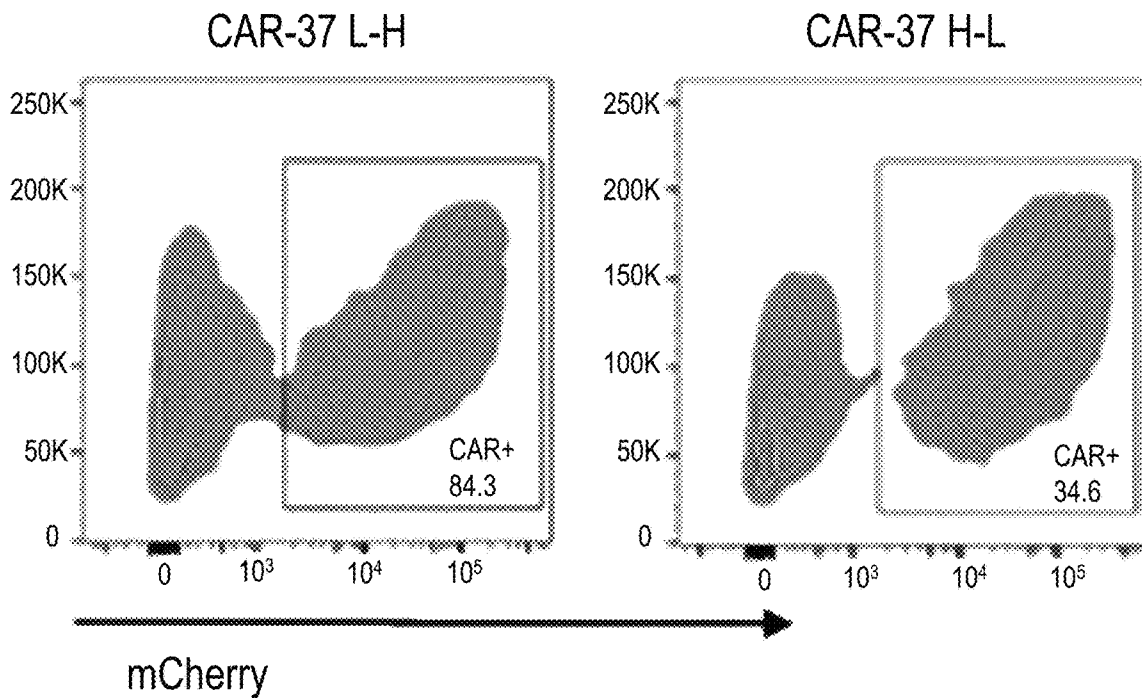 CAR-37 L-H
250K
200K
150K
100K
50K
0
CAR+
84.3
0 10³ 10⁴ 10⁵
CAR-37 H-L
250K
200K
150K
100K
50K
0
CAR+
34.6
0 10³ 10⁴ 10⁵
mCherry